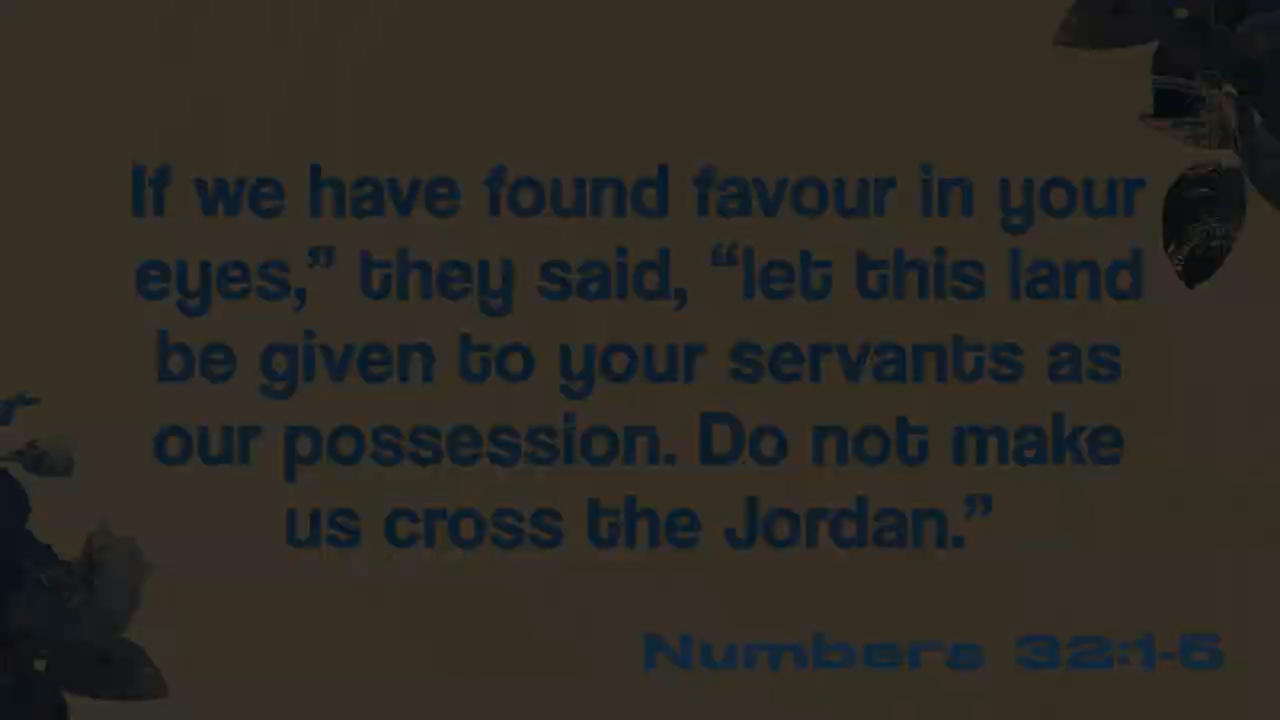 If we have found favour in your
eyes,” they said, “let this land
be given to your servants as
our possession. Do not make
us cross the Jordan.”
Numbers 32:1-5